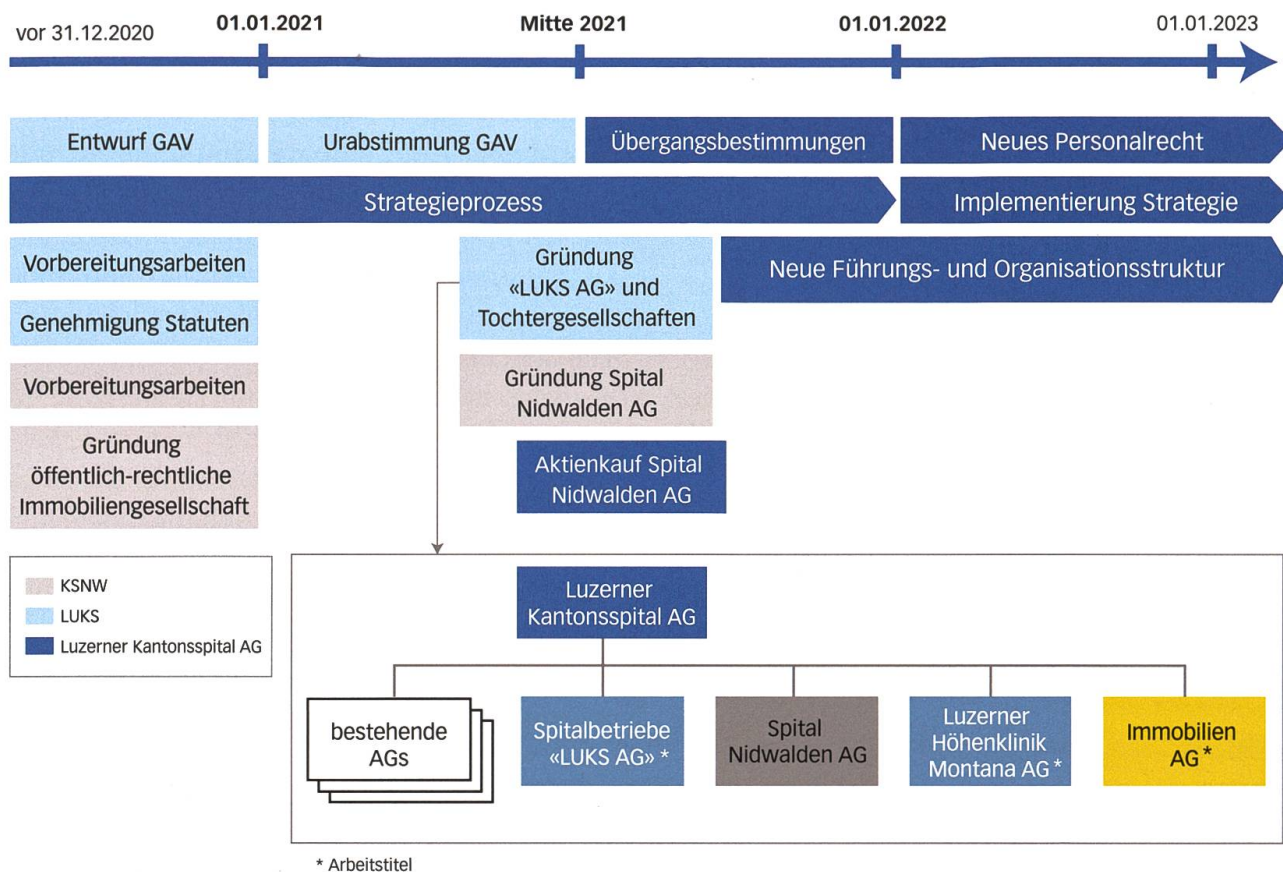 vor 31.12.2020
01.01.2021
Mitte 2021
01.01.2022
01.01.2023
Entwurf GAV
Urabstimmung GAV
Übergangsbestimmungen
Neues Personalrecht
Strategieprozess
Implementierung Strategie
Vorbereitungsarbeiten
Genehmigung Statuten
Vorbereitungsarbeiten
Gründung
öffentlich-rechtliche
Immobiliengesellschaft
Gründung
«LUKS AG» und
Tochtergesellschaften
Neue Führungs- und Organisationsstruktur
Gründung Spital
Nidwalden AG
Aktienkauf Spital
Nidwalden AG
KSNW
LUKS
Luzerner Kantonsspital AG
Luzerner
Kantonsspital AG
bestehende
AGs
Spitalbetriebe
«LUKS AG» *
Spital
Nidwalden AG
Luzerner
Höhenklinik
Montana AG *
Immobilien
AG *
* Arbeitstitel